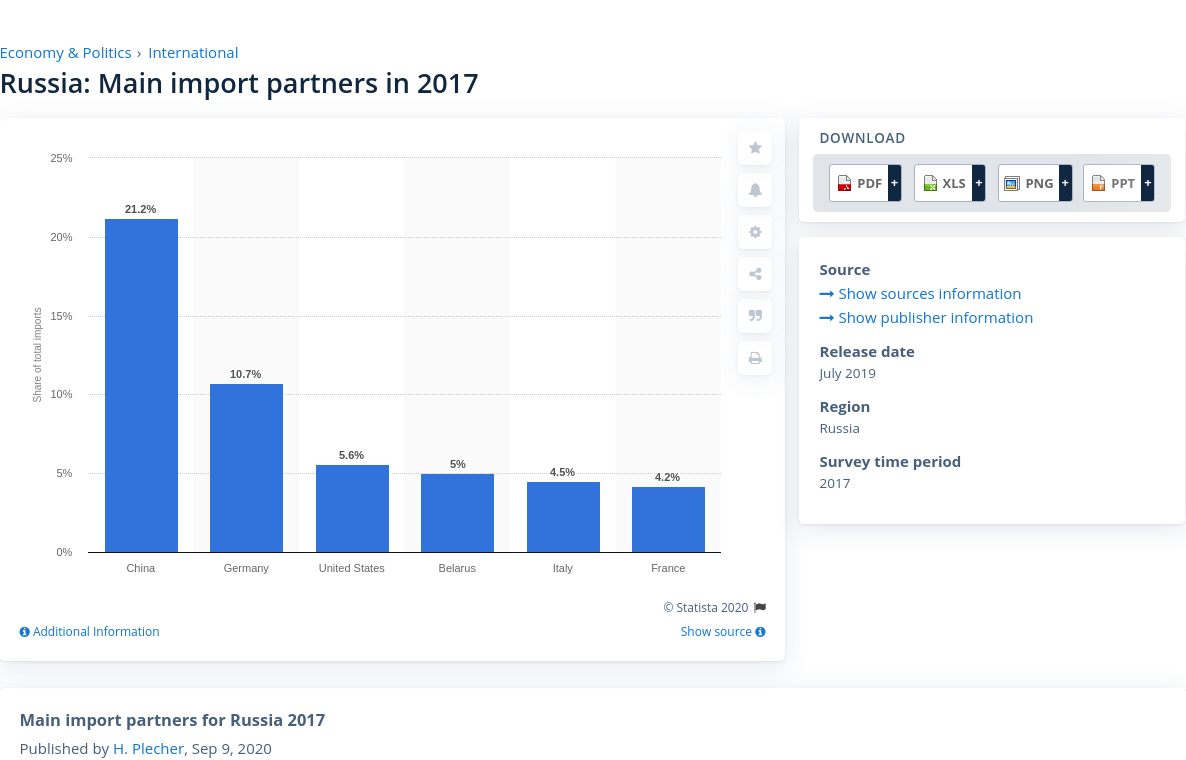 Economy & Politics › International
Russia: Main import partners in 2017
25%
20%
15%
10%
5%
0%
Share of total imports
21.2%
10.7%
5.6%
5%
4.5%
4.2%
China
Germany
United States
Belarus
Italy
France
© Statista 2020
Additional Information
Show source
DOWNLOAD
PDF +
XLS +
PNG +
PPT +
Source
Show sources information
Show publisher information
Release date
July 2019
Region
Russia
Survey time period
2017
Main import partners for Russia 2017
Published by H. Plecher, Sep 9, 2020